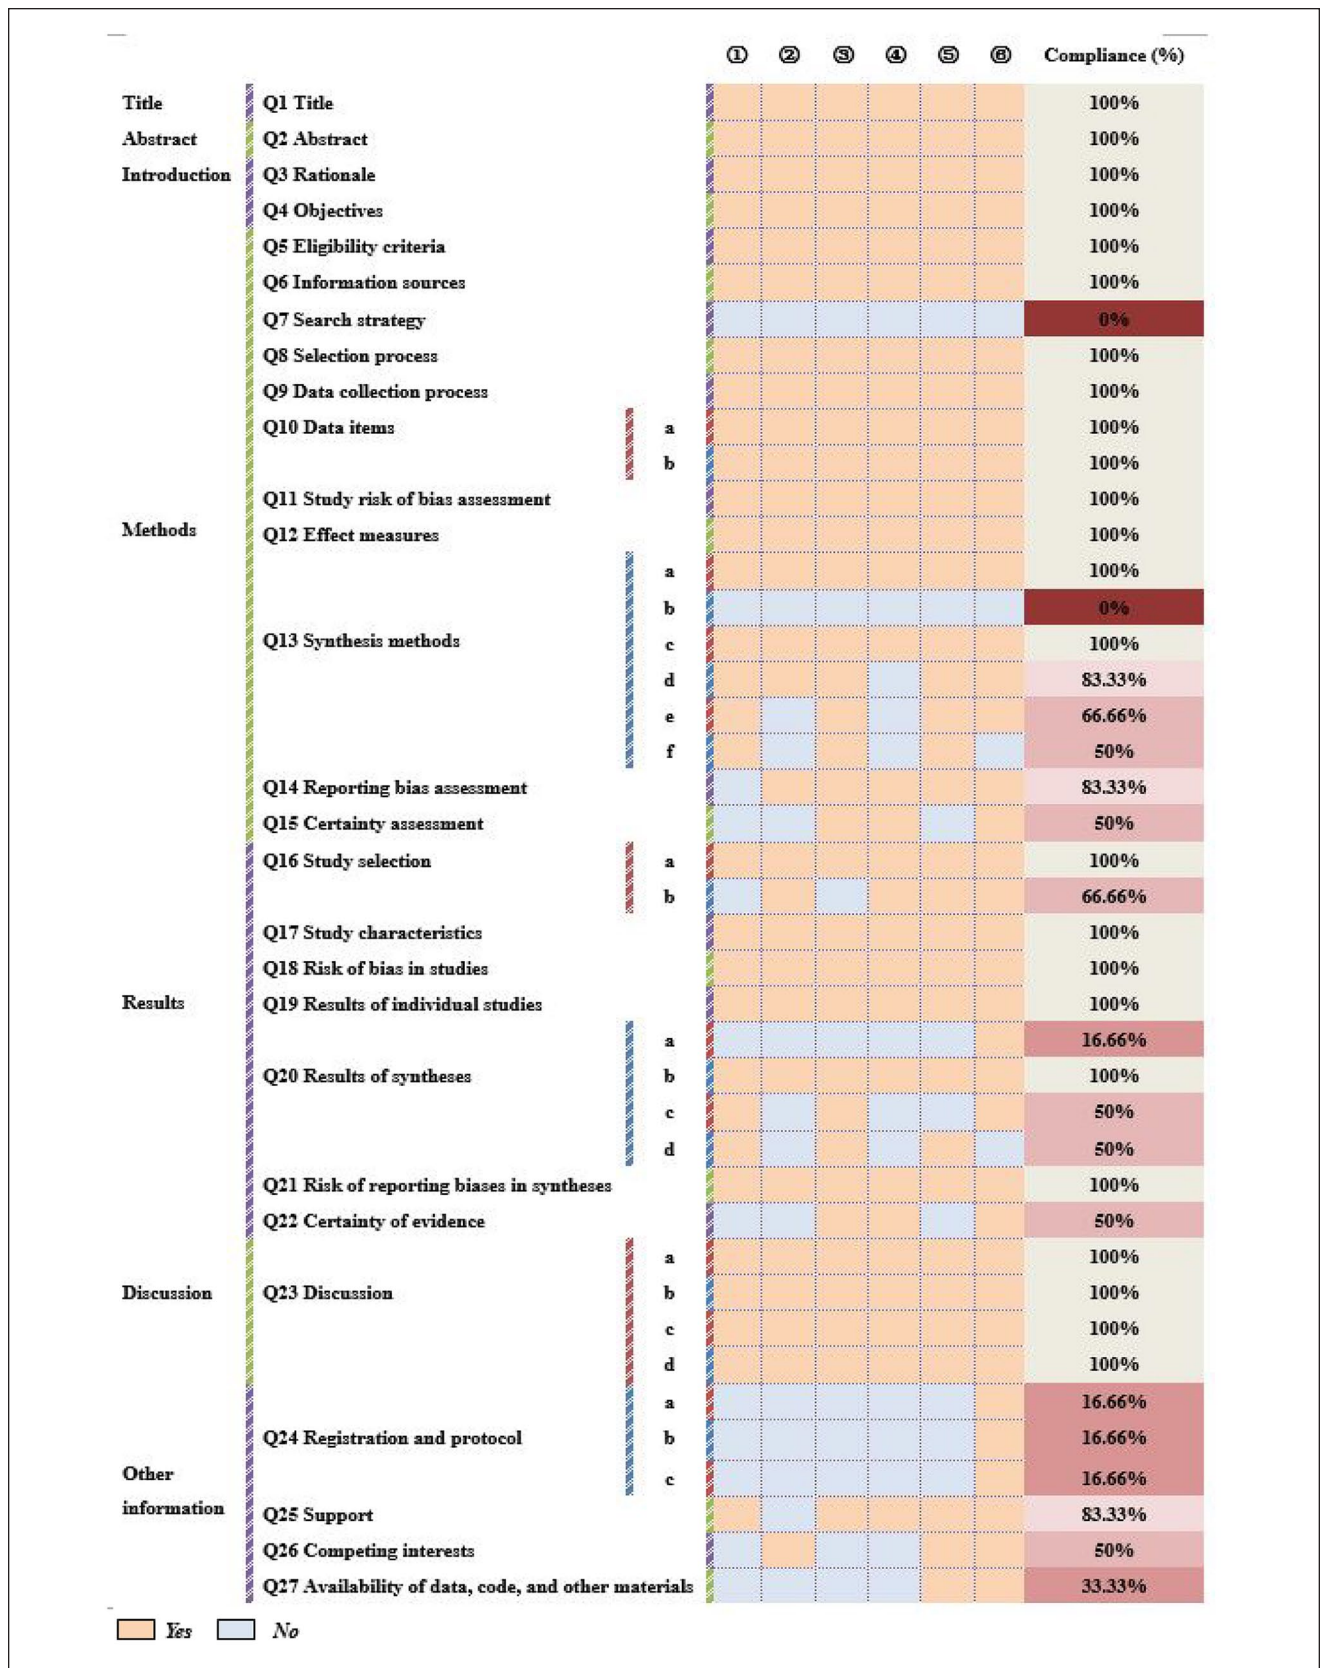 ① ② ③ ④ ⑤ ⑥ Compliance (%)
Title Q1 Title 100%
Abstract Q2 Abstract 100%
Introduction Q3 Rationale 100%
Q4 Objectives 100%
Q5 Eligibility criteria 100%
Q6 Information sources 100%
Q7 Search strategy 0%
Q8 Selection process 100%
Q9 Data collection process 100%
Q10 Data items a 100%
b 100%
Q11 Study risk of bias assessment 100%
Methods Q12 Effect measures 100%
a 100%
b 0%
Q13 Synthesis methods c 100%
d 83.33%
e 66.66%
f 50%
Q14 Reporting bias assessment 83.33%
Q15 Certainty assessment 50%
Q16 Study selection a 100%
b 66.66%
Q17 Study characteristics 100%
Q18 Risk of bias in studies 100%
Results Q19 Results of individual studies 100%
a 16.66%
Q20 Results of syntheses b 100%
c 50%
d 50%
Q21 Risk of reporting biases in syntheses 100%
Q22 Certainty of evidence 50%
a 100%
Discussion Q23 Discussion b 100%
c 100%
d 100%
a 16.66%
Q24 Registration and protocol b 16.66%
Other c 16.66%
information Q25 Support 83.33%
Q26 Competing interests 50%
Q27 Availability of data, code, and other materials 33.33%
Yes No